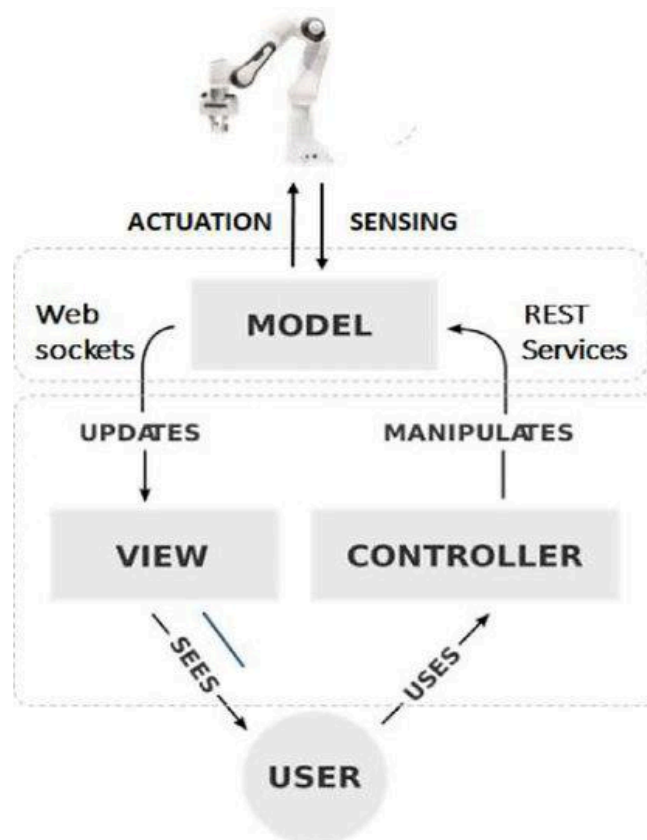 ACTUATION
SENSING
Web
sockets
MODEL
REST
Services
UPDATES
MANIPULATES
VIEW
CONTROLLER
SEES
USES
USER